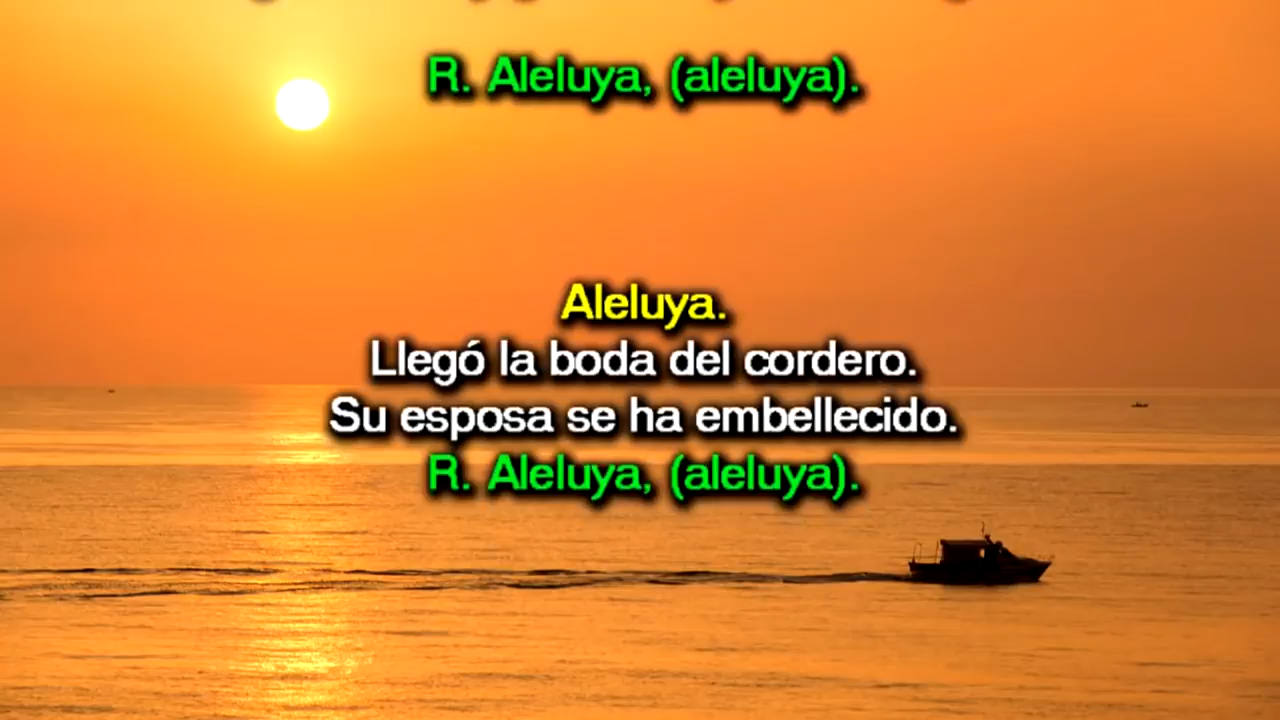 R. Aleluya, (aleluya).
Aleluya.
Llegó la boda del cordero.
Su esposa se ha embellecido.
R. Aleluya, (aleluya).